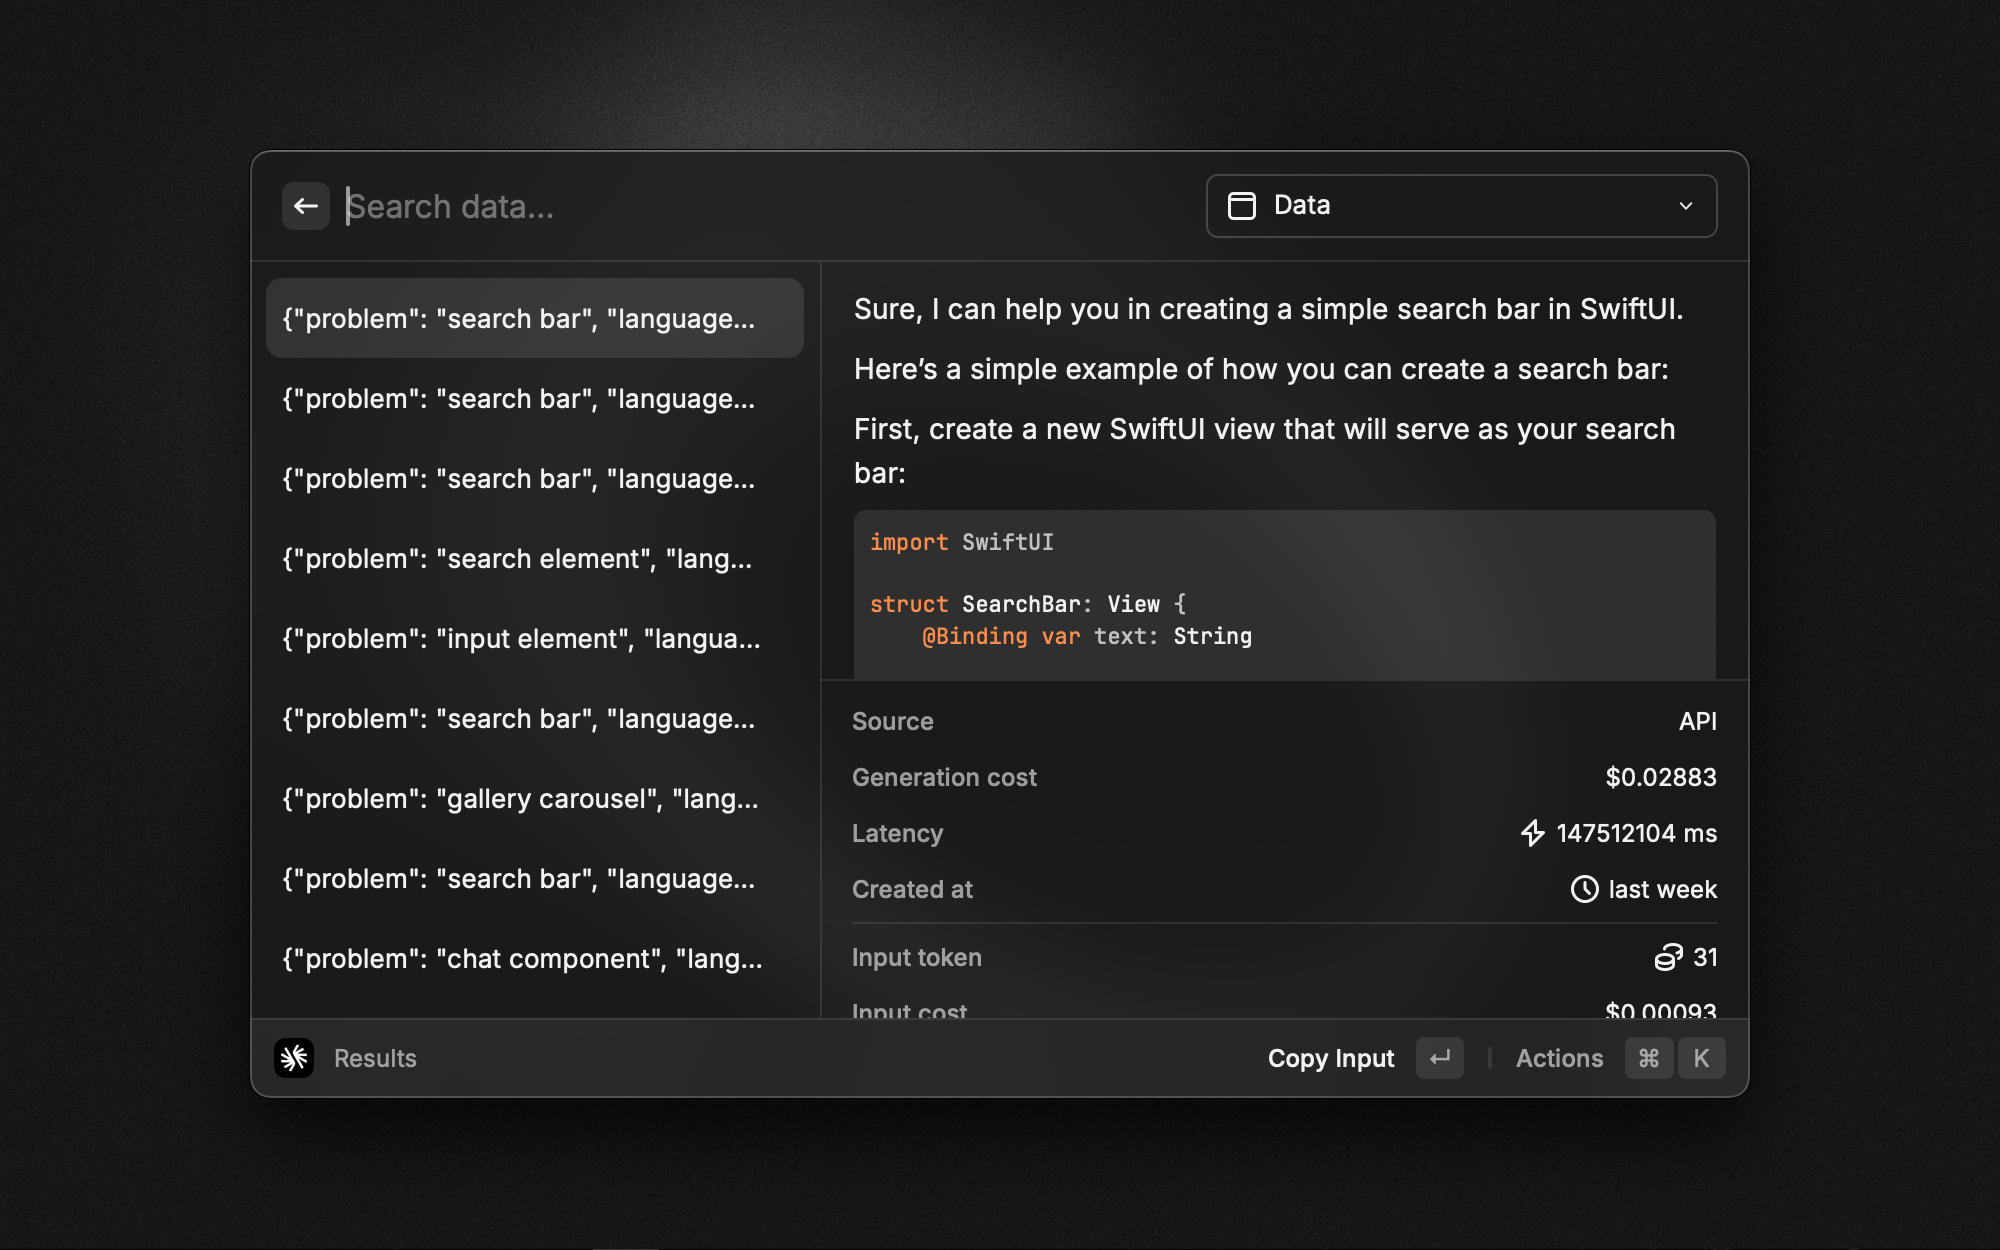 Search data...
Data
{"problem": "search bar", "language...
{"problem": "search bar", "language...
{"problem": "search bar", "language...
{"problem": "search element", "lang...
{"problem": "input element", "langua...
{"problem": "search bar", "language...
{"problem": "gallery carousel", "lang...
{"problem": "search bar", "language...
{"problem": "chat component", "lang...
Sure, I can help you in creating a simple search bar in SwiftUI.
Here’s a simple example of how you can create a search bar:
First, create a new SwiftUI view that will serve as your search
bar:
import SwiftUI
struct SearchBar: View {
    @Binding var text: String
Source API
Generation cost $0.02883
Latency 147512104 ms
Created at last week
Input token 31
Input cost $0.00093
Results
Copy Input ↵ Actions ⌘ K